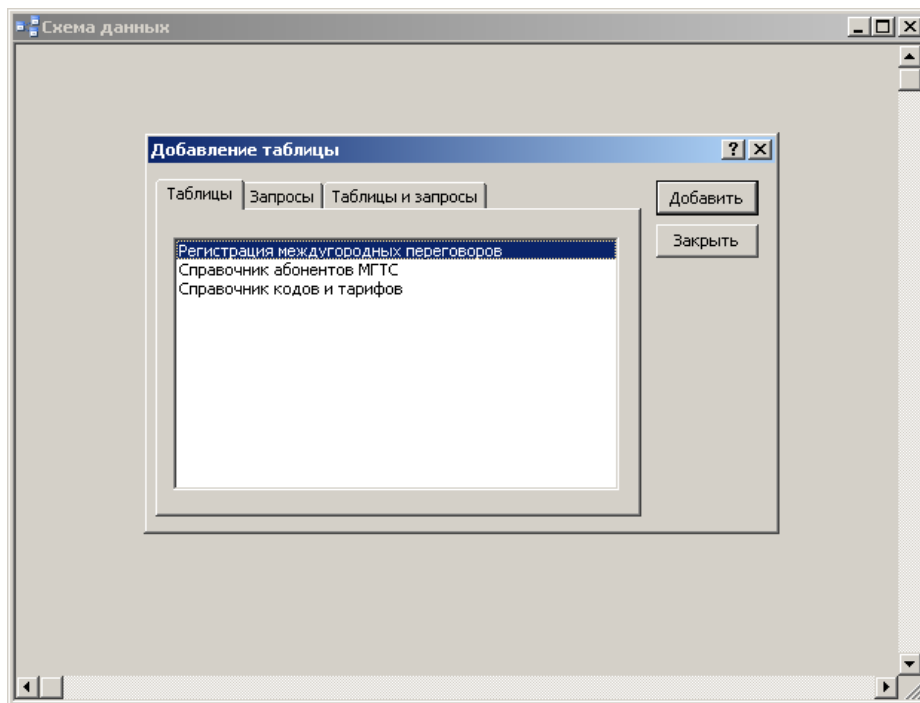 Схема данных
Добавление таблицы
Таблицы Запросы Таблицы и запросы
Добавить
Закрыть
Регистрация междугородных переговоров
Справочник абонентов МГТС
Справочник кодов и тарифов